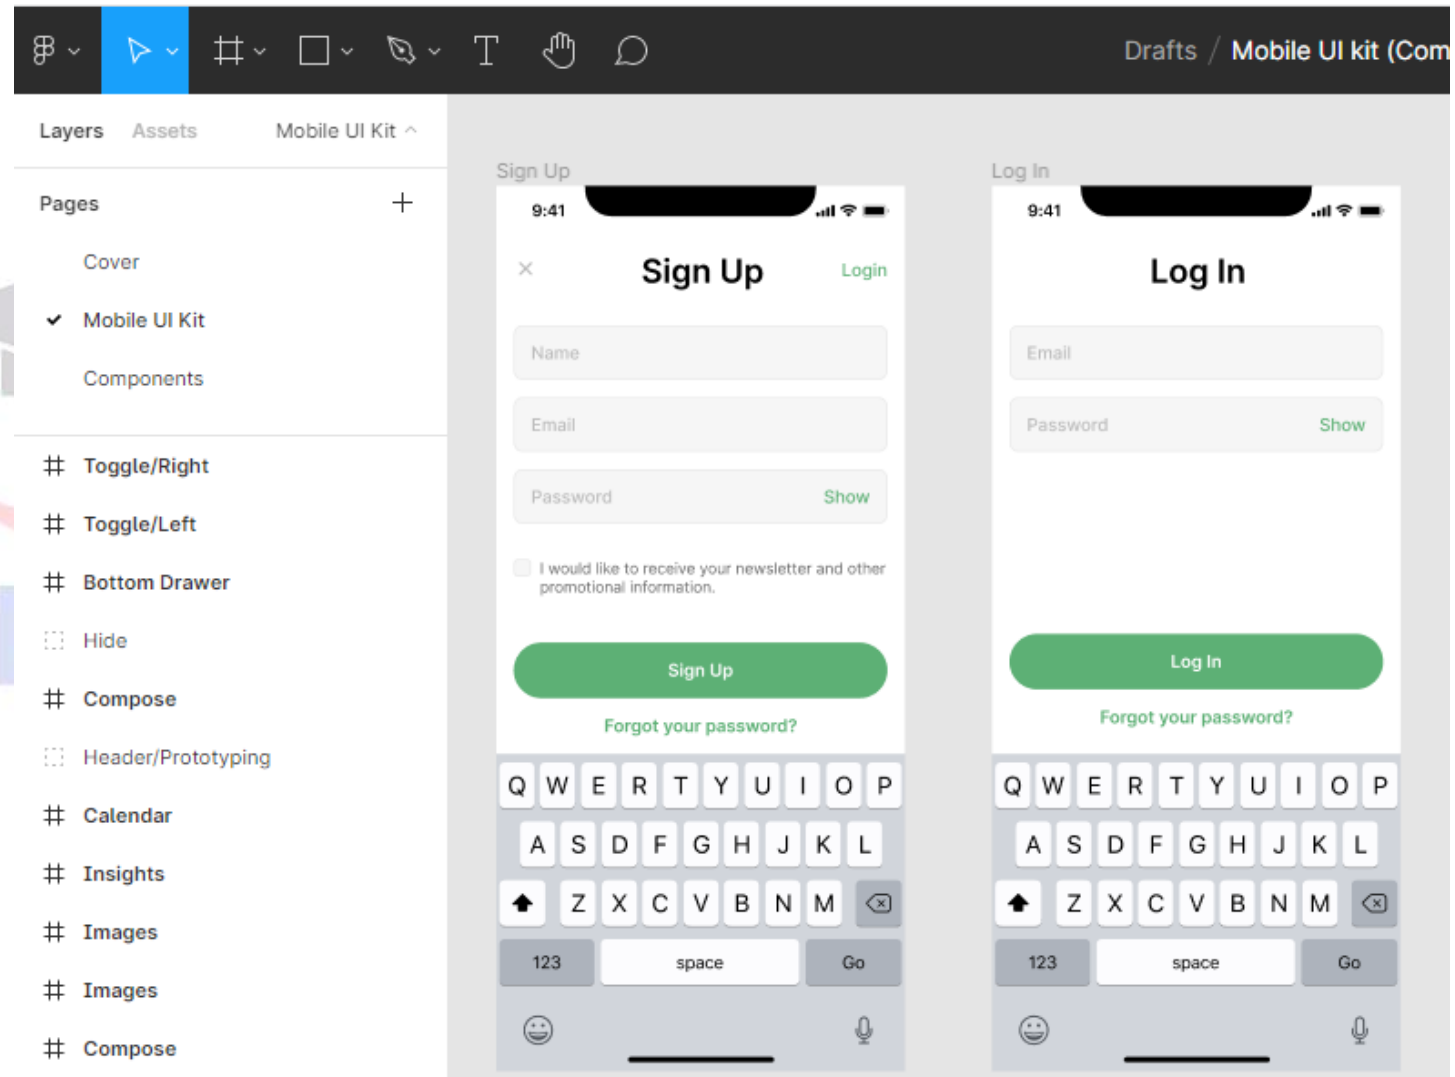 Drafts / Mobile UI kit (Com
Layers Assets Mobile UI Kit
Pages
Cover
Mobile UI Kit
Components
Toggle/Right
Toggle/Left
Bottom Drawer
Hide
Compose
Header/Prototyping
Calendar
Insights
Images
Images
Compose
Sign Up
9:41
Sign Up
Login
Name
Email
Password Show
I would like to receive your newsletter and other
promotional information.
Sign Up
Forgot your password?
Q W E R T Y U I O P
A S D F G H J K L
Z X C V B N M
123 space Go
Log In
9:41
Log In
Email
Password Show
Log In
Forgot your password?
Q W E R T Y U I O P
A S D F G H J K L
Z X C V B N M
123 space Go